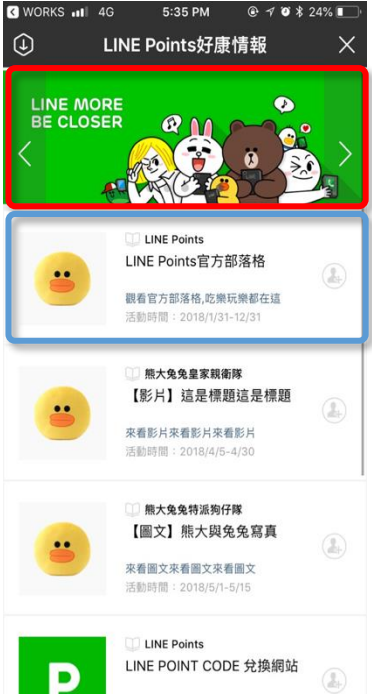 WORKS 4G 5:35 PM 24%
LINE Points好康情報
LINE MORE
BE CLOSER
LINE Points
LINE Points官方部落格
觀看官方部落格,吃樂玩樂都在這
活動時間：2018/1/31-12/31
熊大兔兔皇家親衛隊
【影片】這是標題這是標題
來看影片來看影片來看影片
活動時間：2018/4/5-4/30
熊大兔兔特派狗仔隊
【圖文】熊大與兔兔寫真
來看圖文來看圖文來看圖文
活動時間：2018/5/1-5/15
LINE Points
LINE POINT CODE 兌換網站
P